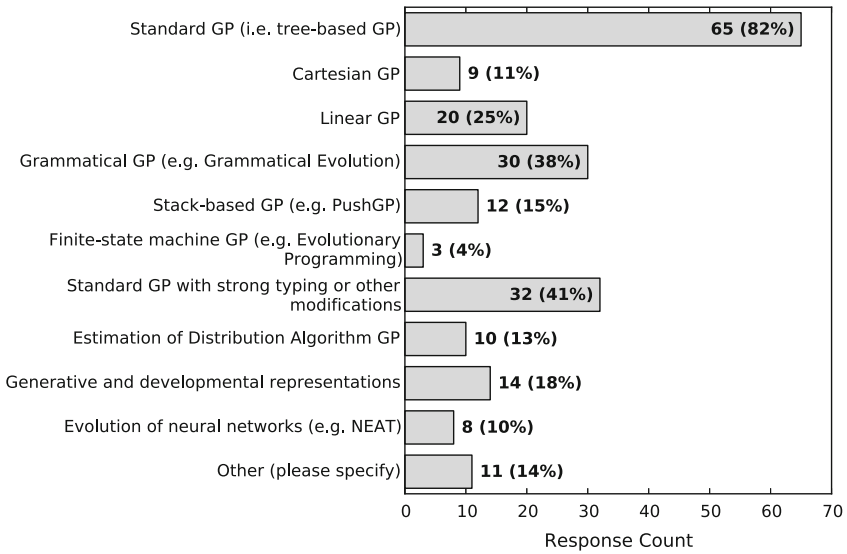 Standard GP (i.e. tree-based GP)
65 (82%)
Cartesian GP
9 (11%)
Linear GP
20 (25%)
Grammatical GP (e.g. Grammatical Evolution)
30 (38%)
Stack-based GP (e.g. PushGP)
12 (15%)
Finite-state machine GP (e.g. Evolutionary
Programming)
3 (4%)
Standard GP with strong typing or other
modifications
32 (41%)
Estimation of Distribution Algorithm GP
10 (13%)
Generative and developmental representations
14 (18%)
Evolution of neural networks (e.g. NEAT)
8 (10%)
Other (please specify)
11 (14%)
0 10 20 30 40 50 60 70
Response Count